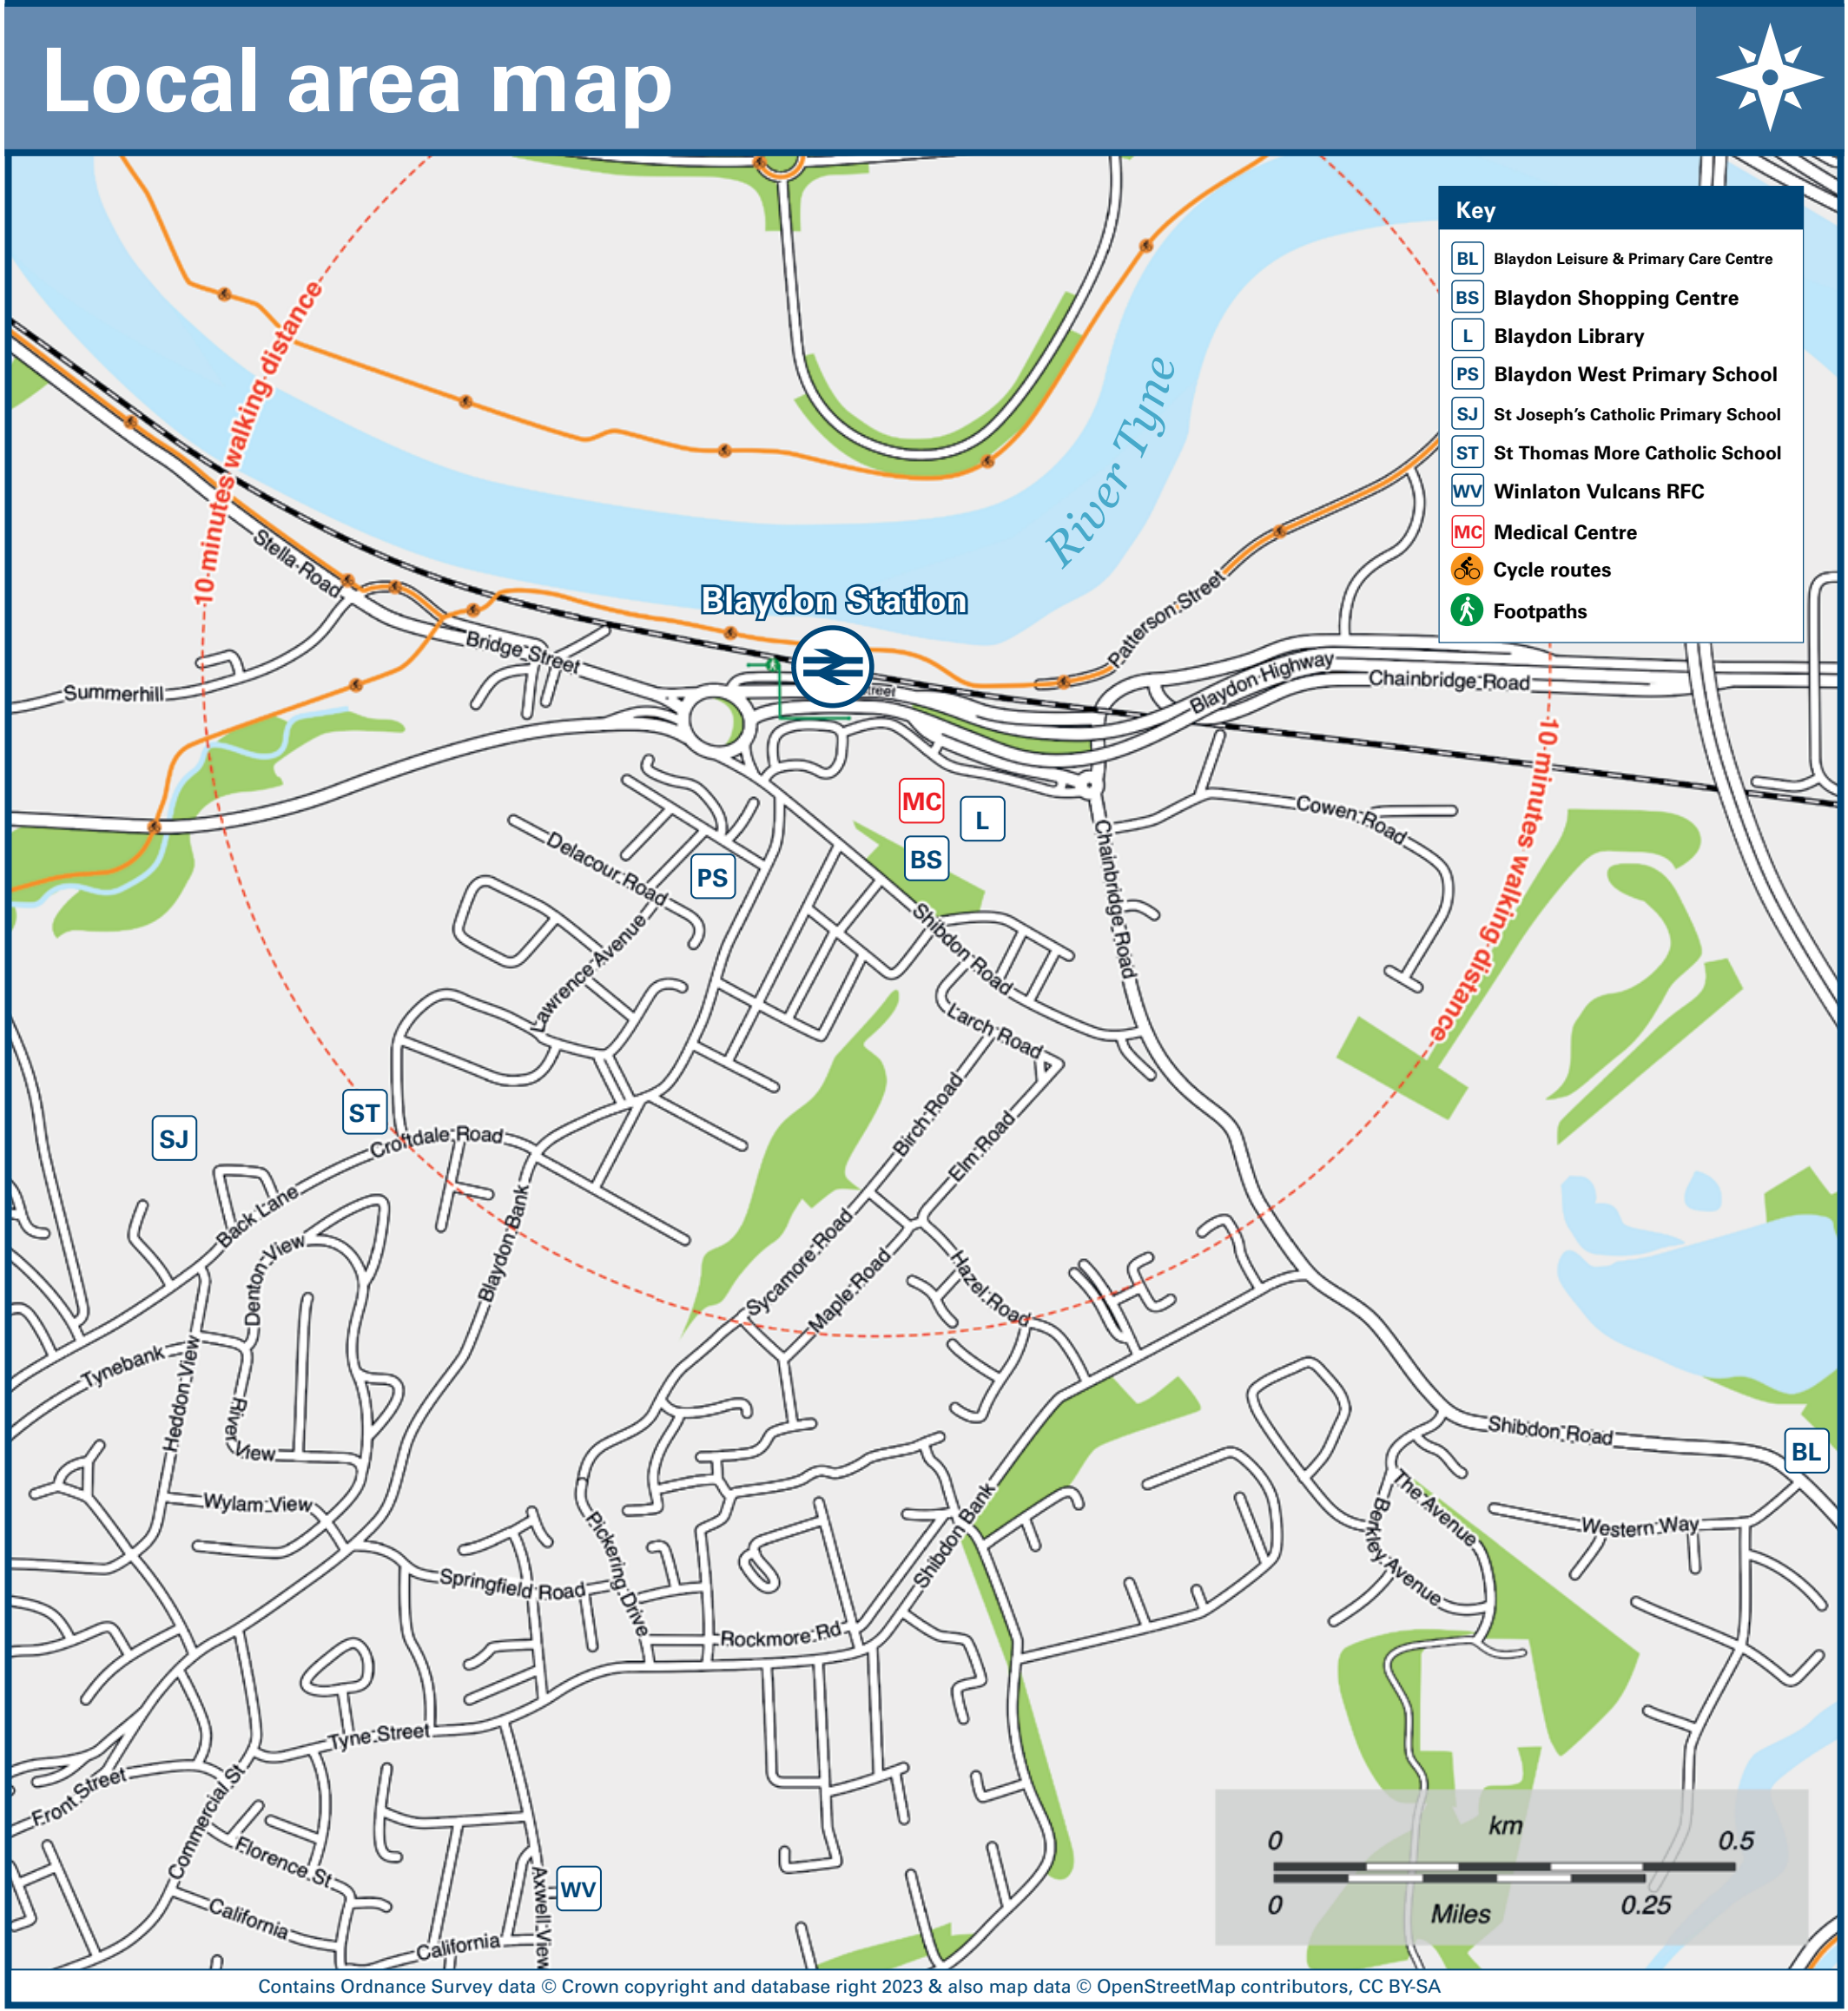 Local area map
Key
BL Blaydon Leisure & Primary Care Centre
BS Blaydon Shopping Centre
L Blaydon Library
PS Blaydon West Primary School
SJ St Joseph's Catholic Primary School
ST St Thomas More Catholic School
WV Winlaton Vulcans RFC
MC Medical Centre
Cycle routes
Footpaths
10 minutes walking distance
River Tyne
Stella Road
Blaydon Station
Patterson Street
Bridge Street
Summerhill
Blaydon Highway
Chainbridge Road
10 minutes walking distance
MC
L
BS
PS
Cowen Road
Delacour Road
Chainbridge Road
Shibdon Road
Lawrence Avenue
Larch Road
ST
SJ
Croftdale Road
Birch Road
Elm Road
Back Lane
Denton View
Blaydon Bank
Sycamore Road
Maple Road
Hazel Road
Tynebank
Heddon View
River View
Shibdon Road
BL
Wylam View
The Avenue
Berkley Avenue
Western Way
Pickering Drive
Shibdon Bank
Springfield Road
Rockmore Rd
Tyne Street
Front Street
Commercial St
Florence St
California
California
Axwell View
WV
km
0 0.5
0 0.25
Miles
Contains Ordnance Survey data © Crown copyright and database right 2023 & also map data © OpenStreetMap contributors, CC BY-SA